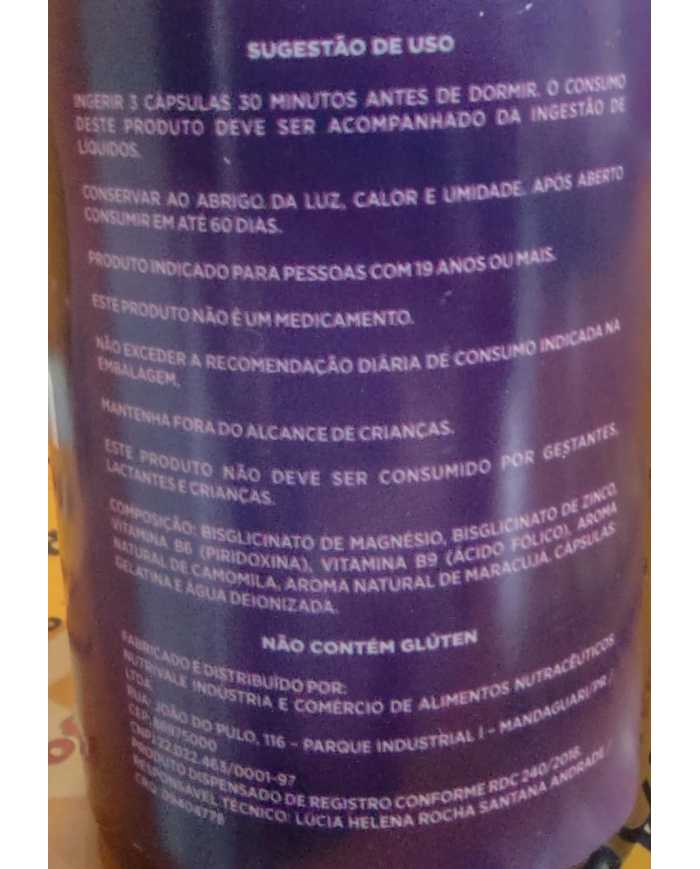 SUGESTÃO DE USO
INGERIR 3 CÁPSULAS 30 MINUTOS ANTES DE DORMIR. O CONSUMO
DESTE PRODUTO DEVE SER ACOMPANHADO DA INGESTÃO DE
LÍQUIDOS.
CONSERVAR AO ABRIGO DA LUZ, CALOR E UMIDADE. APÓS ABERTO
CONSUMIR EM ATÉ 60 DIAS.
PRODUTO INDICADO PARA PESSOAS COM 19 ANOS OU MAIS.
ESTE PRODUTO NÃO É UM MEDICAMENTO.
NÃO EXCEDER A RECOMENDAÇÃO DIÁRIA DE CONSUMO INDICADA NA
EMBALAGEM.
MANTENHA FORA DO ALCANCE DE CRIANÇAS.
ESTE PRODUTO NÃO DEVE SER CONSUMIDO POR GESTANTES,
LACTANTES E CRIANÇAS.
COMPOSIÇÃO: BISGLICINATO DE MAGNÉSIO, BISGLICINATO DE ZINCO,
VITAMINA B6 (PIRIDOXINA), VITAMINA B9 (ÁCIDO FÓLICO), AROMA
NATURAL DE CAMOMILA, AROMA NATURAL DE MARACUJÁ. CÁPSULAS:
GELATINA E ÁGUA DEIONIZADA.
NÃO CONTÉM GLÚTEN
FABRICADO E DISTRIBUÍDO POR:
NUTRIVALE INDÚSTRIA E COMÉRCIO DE ALIMENTOS NUTRACÊUTICOS
LTDA
RUA: JOÃO DO PULO, 116 – PARQUE INDUSTRIAL I – MANDAGUARI/PR /
CEP: 86975000
CNPJ:22.022.463/0001-97
PRODUTO DISPENSADO DE REGISTRO CONFORME RDC 240/2018.
RESPONSÁVEL TÉCNICO: LÚCIA HELENA ROCHA SANTANA ANDRADE /
CRQ: 09404778